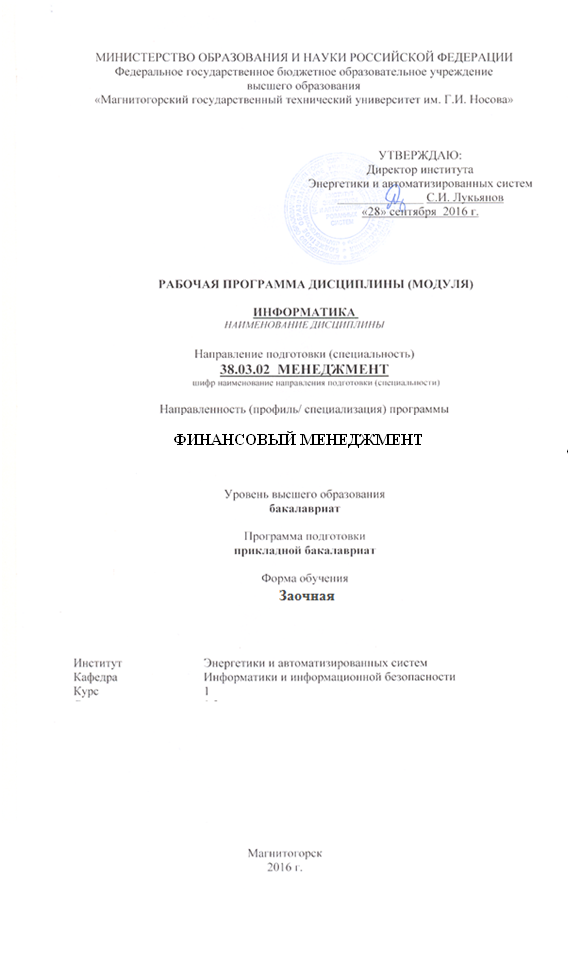 МИНИСТЕРСТВО ОБРАЗОВАНИЯ И НАУКИ РОССИЙСКОЙ ФЕДЕРАЦИИ
Федеральное государственное бюджетное образовательное учреждение
высшего образования
«Магнитогорский государственный технический университет им. Г.И. Носова»
УТВЕРЖДАЮ:
Директор института
Энергетики и автоматизированных систем
С.И. Лукьянов
«28» сентября 2016 г.
РАБОЧАЯ ПРОГРАММА ДИСЦИПЛИНЫ (МОДУЛЯ)
ИНФОРМАТИКА
НАИМЕНОВАНИЕ ДИСЦИПЛИНЫ
Направление подготовки (специальность)
38.03.02 МЕНЕДЖМЕНТ
шифр наименование направления подготовки (специальности)
Направленность (профиль/ специализация) программы
ФИНАНСОВЫЙ МЕНЕДЖМЕНТ
Уровень высшего образования
бакалавриат
Программа подготовки
прикладной бакалавриат
Форма обучения
Заочная
Институт Энергетики и автоматизированных систем
Кафедра Информатики и информационной безопасности
Курс 1
Магнитогорск
2016 г.